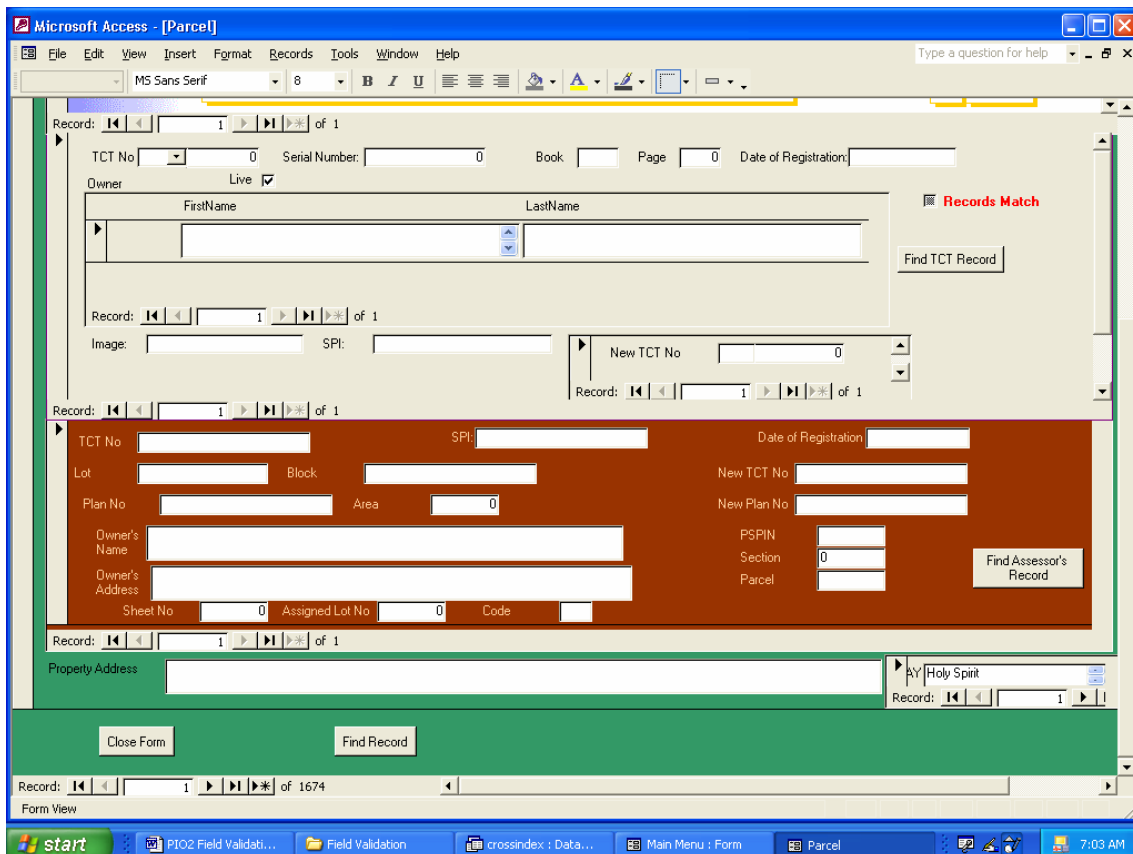 Microsoft Access - [Parcel]
File Edit View Insert Format Records Tools Window Help Type a question for help
MS Sans Serif 8 B I U A
Record: 1 of 1
TCT No 0 Serial Number: 0 Book Page 0 Date of Registration:
Owner Live
FirstName LastName
Records Match
Find TCT Record
Record: 1 of 1
Image: SPI: New TCT No 0
Record: 1 of 1
Record: 1 of 1
TCT No SPI: Date of Registration
Lot Block New TCT No
Plan No Area 0 New Plan No
Owner's Name PSPIN
Section 0
Owner's Address Parcel
Find Assessor's Record
Sheet No 0 Assigned Lot No 0 Code
Record: 1 of 1
Property Address AY Holy Spirit
Record: 1
Close Form Find Record
Record: 1 of 1674
Form View
start PIO2 Field Validati... Field Validation crossindex : Data... Main Menu : Form Parcel 7:03 AM